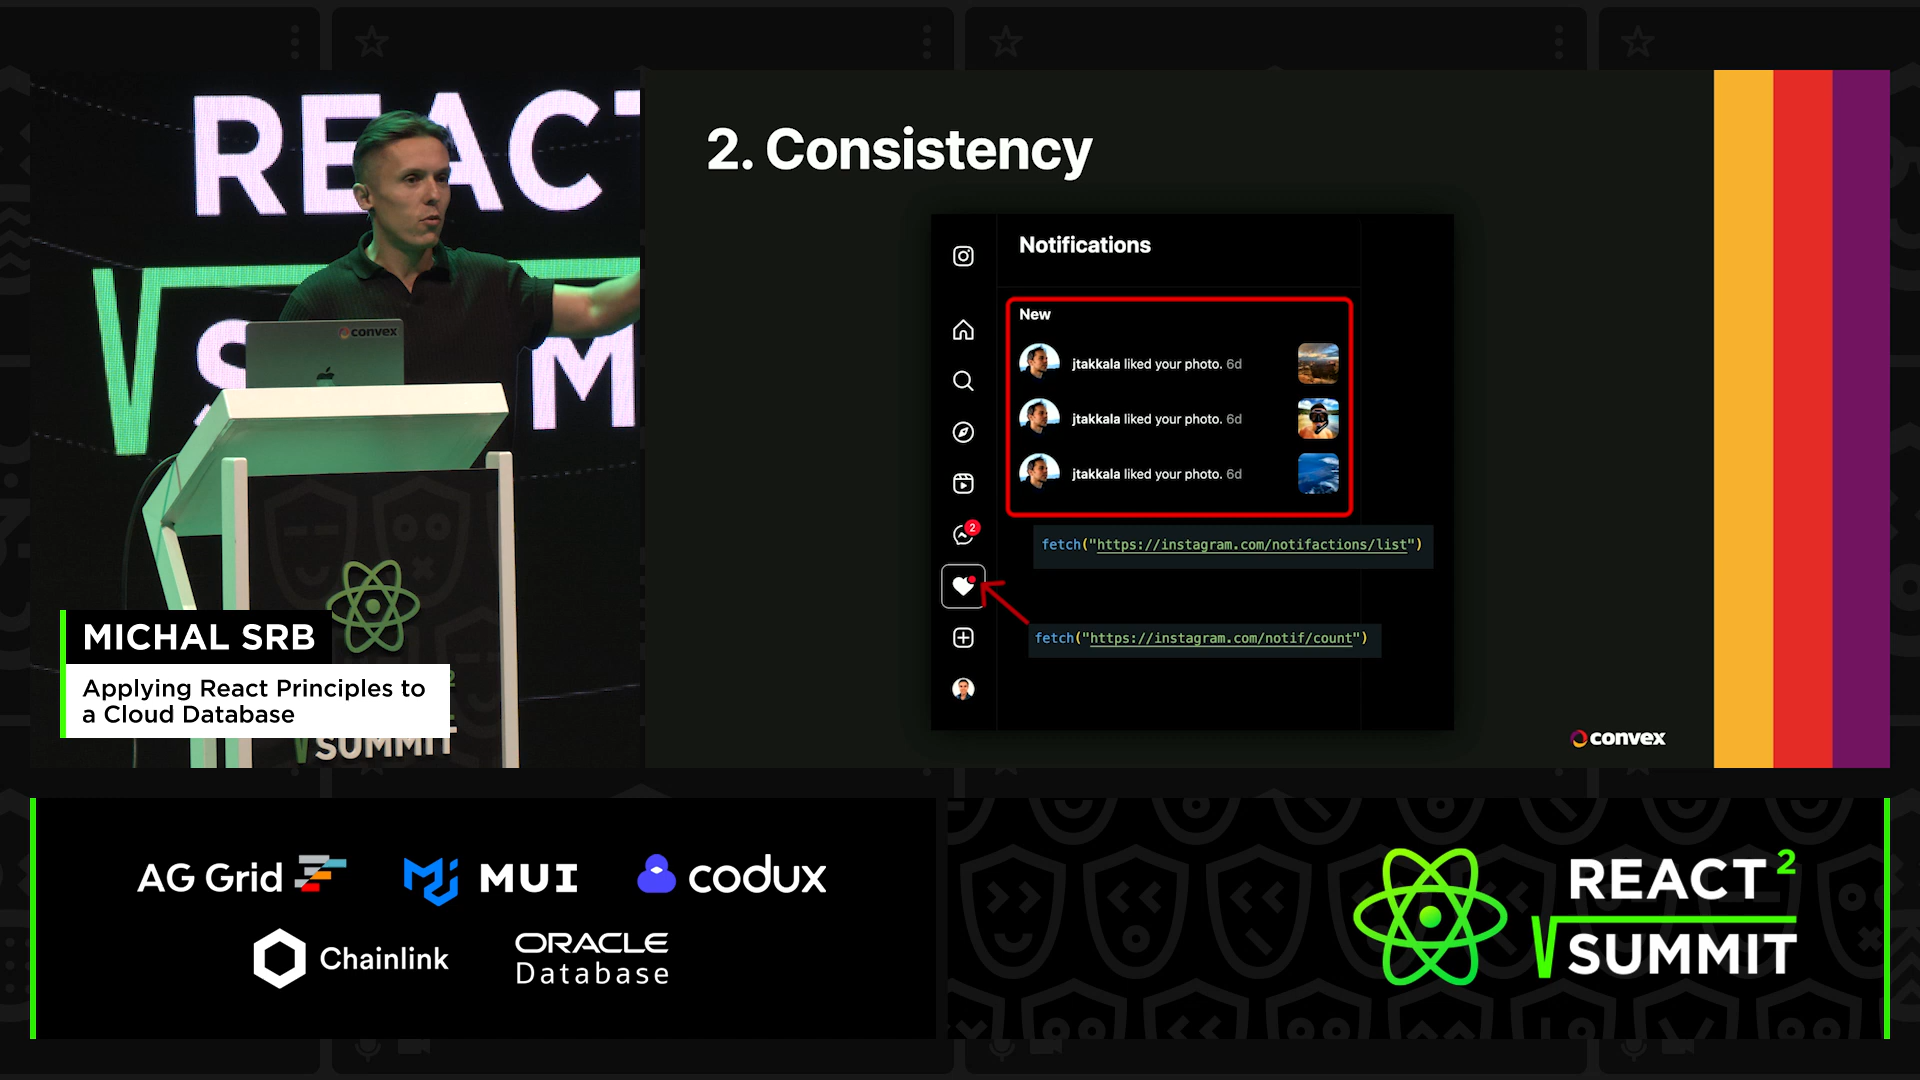 REACT
SUMM
convex
MICHAL SRB
Applying React Principles to
a Cloud Database
SUMMIT
2. Consistency
Notifications
New
jtakkala liked your photo. 6d
jtakkala liked your photo. 6d
jtakkala liked your photo. 6d
2
fetch("https://instagram.com/notifactions/list")
fetch("https://instagram.com/notif/count")
convex
AG Grid
MUI
codux
Chainlink
ORACLE
Database
REACT 2
SUMMIT